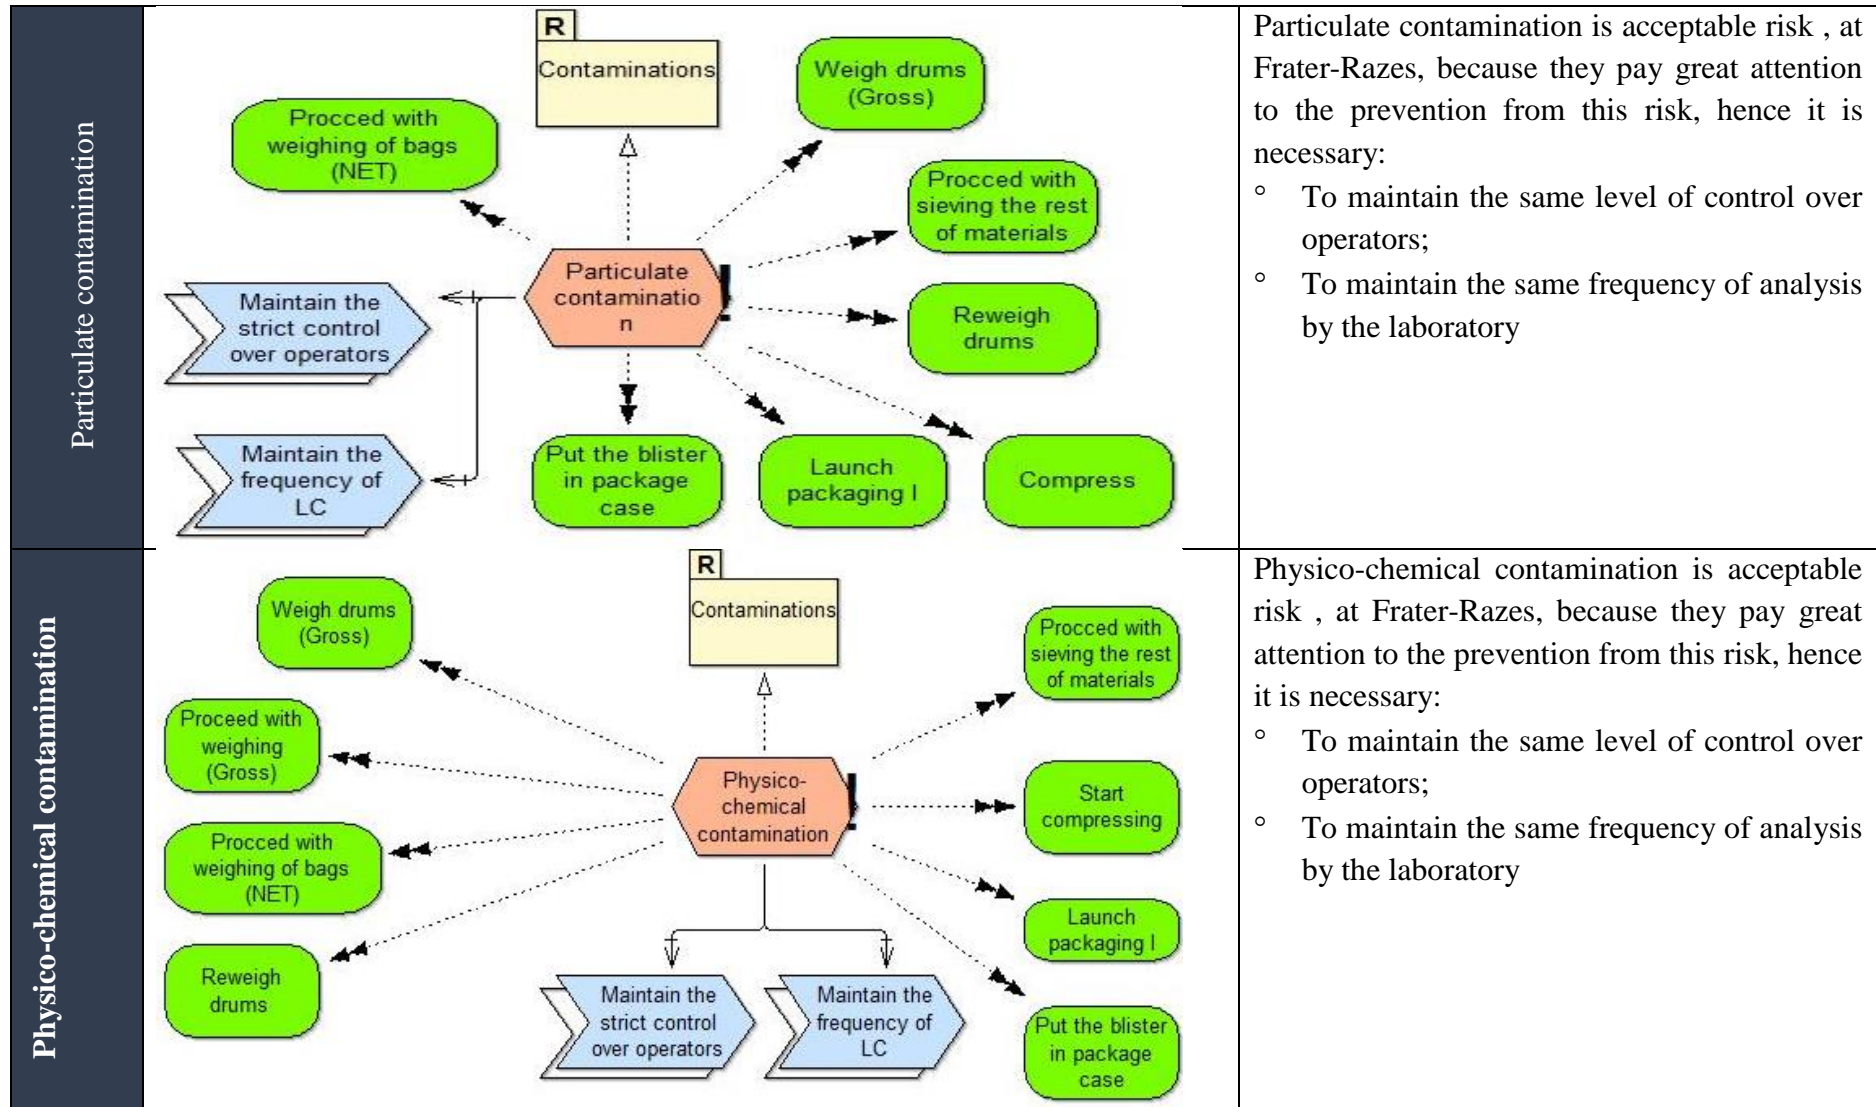 Particulate contamination
R
Contaminations
Weigh drums
(Gross)
Procced with
weighing of bags
(NET)
Procced with
sieving the rest
of materials
Particulate
contaminatio
n
Maintain the
strict control
over operators
Reweigh
drums
Maintain the
frequency of
LC
Put the blister
in package
case
Launch
packaging I
Compress
Particulate contamination is acceptable risk , at
Frater-Razes, because they pay great attention
to the prevention from this risk, hence it is
necessary:
° To maintain the same level of control over
operators;
° To maintain the same frequency of analysis
by the laboratory
Physico-chemical contamination
R
Contaminations
Weigh drums
(Gross)
Procced with
sieving the rest
of materials
Proceed with
weighing
(Gross)
Physico-
chemical
contamination
Start
compressing
Procced with
weighing of bags
(NET)
Launch
packaging I
Reweigh
drums
Maintain the
strict control
over operators
Maintain the
frequency of
LC
Put the blister
in package
case
Physico-chemical contamination is acceptable
risk , at Frater-Razes, because they pay great
attention to the prevention from this risk, hence
it is necessary:
° To maintain the same level of control over
operators;
° To maintain the same frequency of analysis
by the laboratory